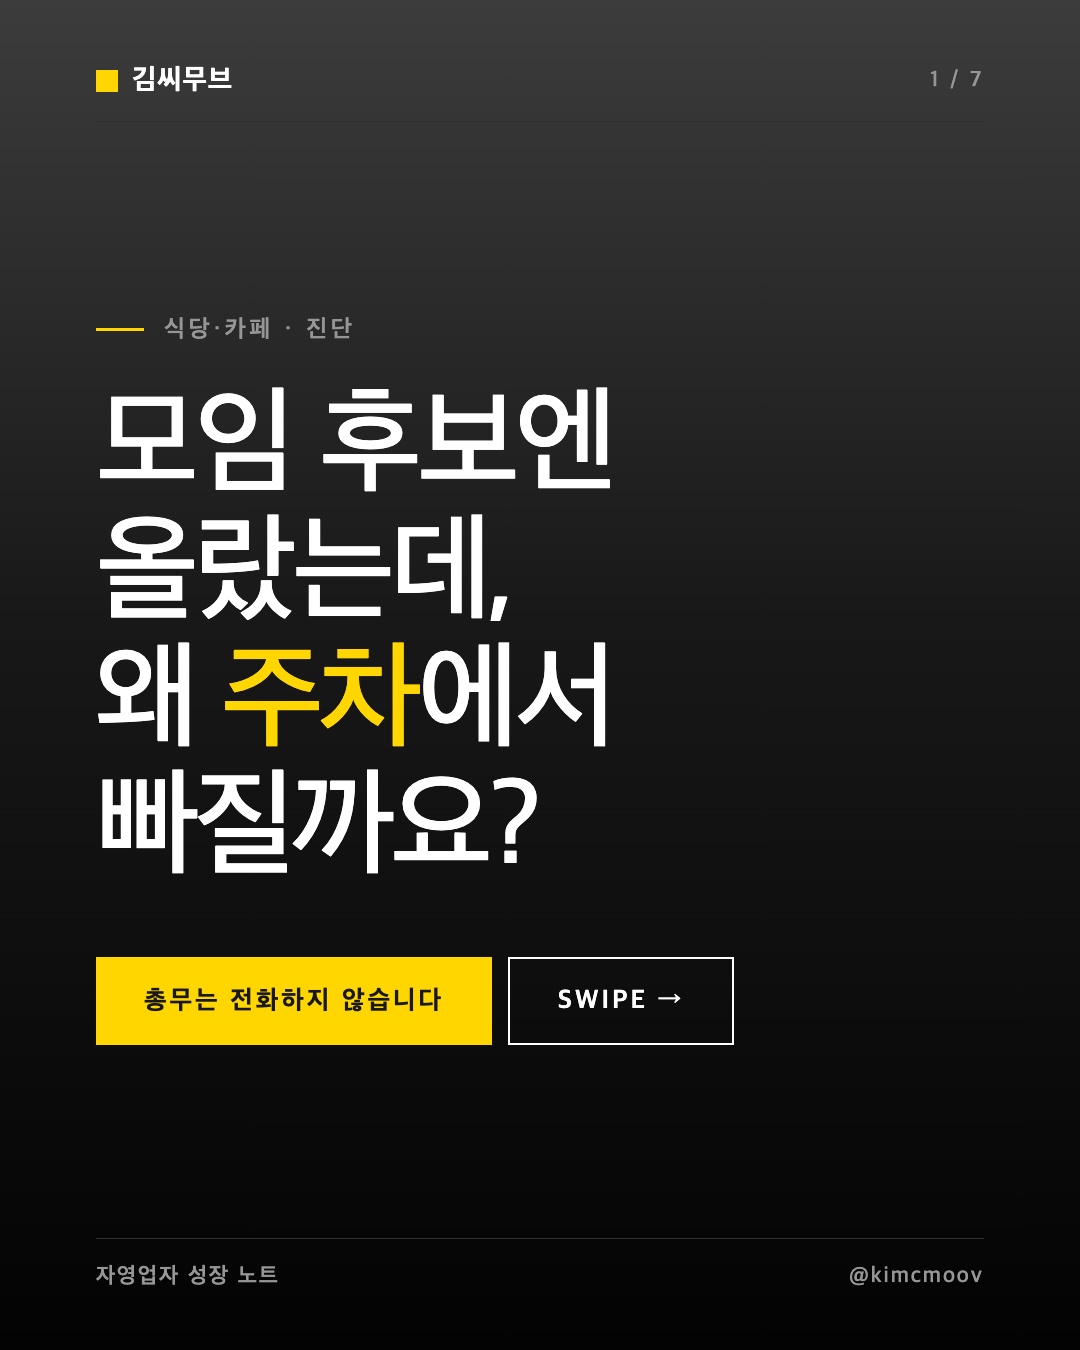 김씨무브
1 / 7
식당·카페 · 진단
모임 후보엔
올랐는데,
왜 주차에서
빠질까요?
총무는 전화하지 않습니다
SWIPE →
자영업자 성장 노트
@kimcmoov